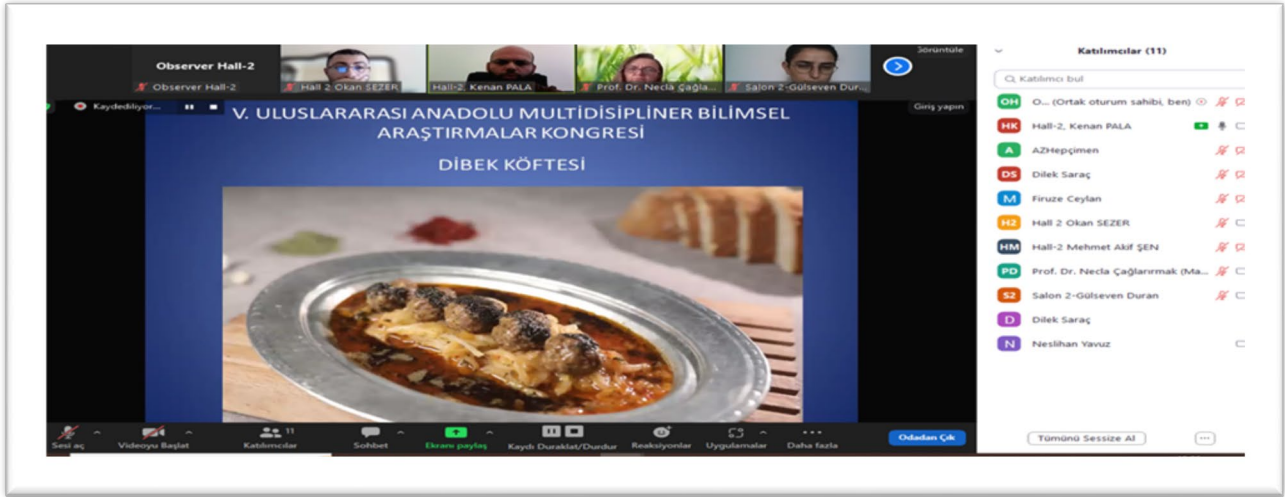 Observer Hall-2
Observer Hall-2
Hall 2 Okan SEZER
Hall-2, Kenan PALA
Prof. Dr. Necla Çağla...
Salon 2-Gülseven Dur...
Görüntüle
Kaydediliyor...
Giriş yapın
V. ULUSLARARASI ANADOLU MULTİDİSİPLİNER BİLİMSEL
ARAŞTIRMALAR KONGRESİ
DİBEK KÖFTESİ
Sesi aç
Videoyu Başlat
11
Katılımcılar
Sohbet
Ekranı paylaş
Kaydı Duraklat/Durdur
Reaksiyonlar
Uygulamalar
Daha fazla
Odadan Çık
Katılımcılar (11)
Katılımcı bul
OH O... (Ortak oturum sahibi, ben)
HK Hall-2, Kenan PALA
A AZHepçimen
DS Dilek Saraç
M Firuze Ceylan
H2 Hall 2 Okan SEZER
HM Hall-2 Mehmet Akif ŞEN
PD Prof. Dr. Necla Çağlarırmak (Ma...
S2 Salon 2-Gülseven Duran
D Dilek Saraç
N Neslihan Yavuz
Tümünü Sessize Al